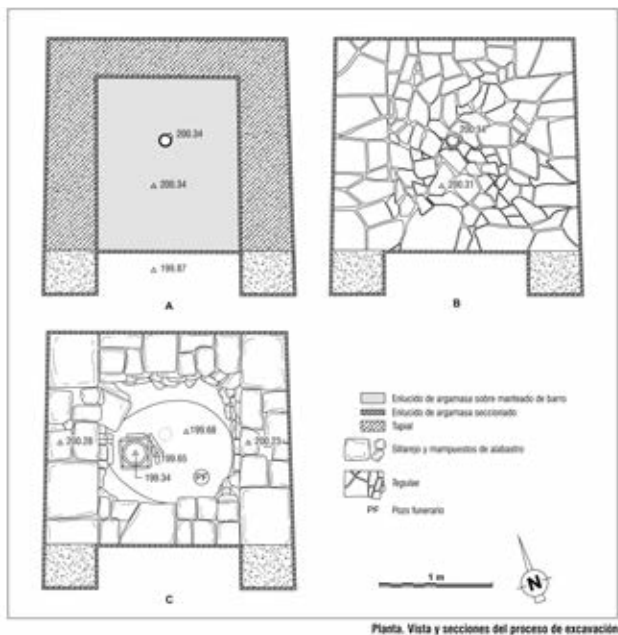 200.34
200.34
199.87
A
200.34
200.31
B
200.28
199.68
200.23
199.65
PF
199.34
C
Enlucido de argamasa sobre manteado de barro
Enlucido de argamasa seccionado
Tapial
Sillarejo y mampuestos de alabastro
Tegulae
PF Pozo funerario
1 m
N
Planta. Vista y secciones del proceso de excavación